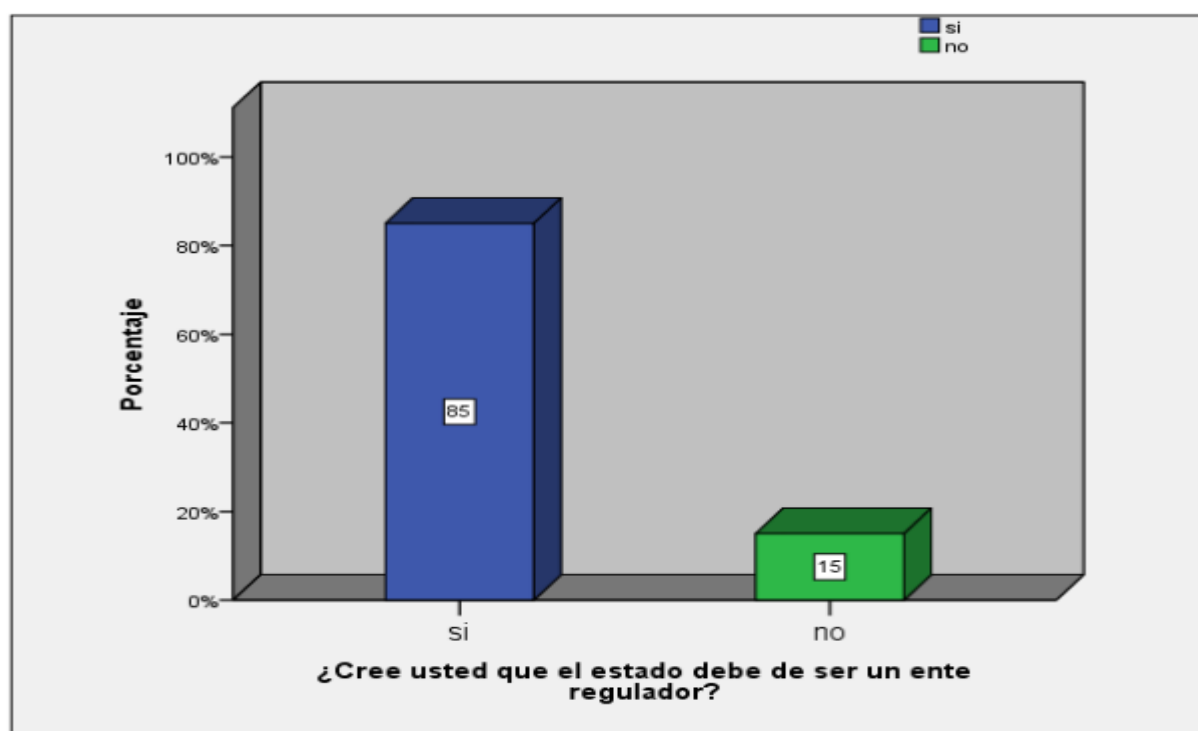 si
no
Porcentaje
100%
80%
60%
40%
20%
0%
85
15
si
no
¿Cree usted que el estado debe de ser un ente
regulador?